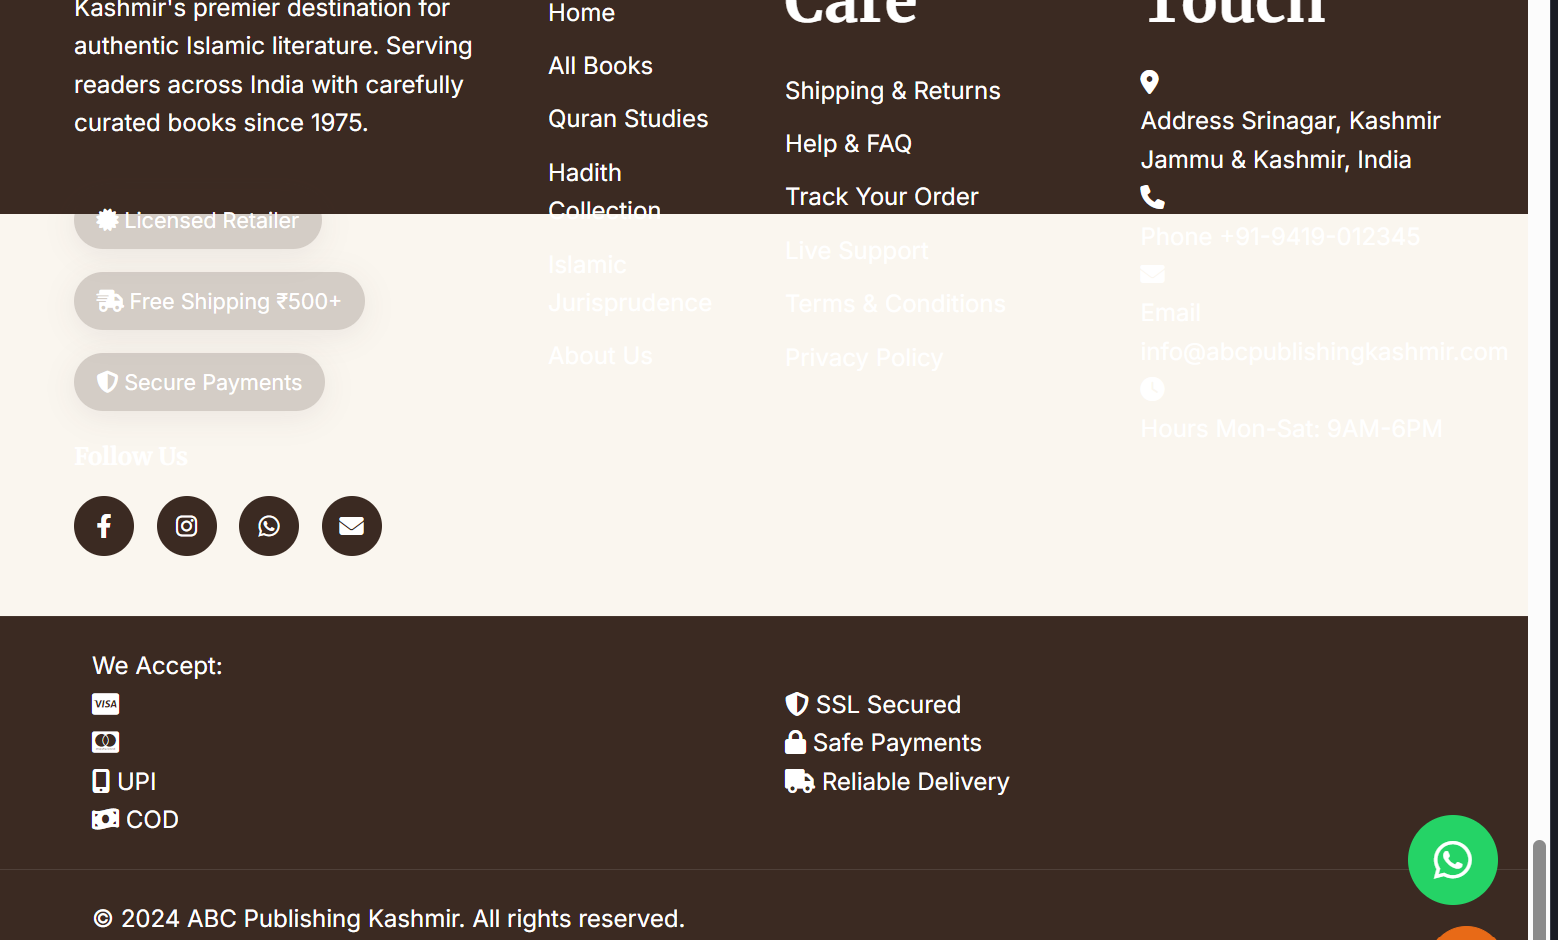 Kashmir's premier destination for
authentic Islamic literature. Serving
readers across India with carefully
curated books since 1975.
Licensed Retailer
Free Shipping ₹500+
Secure Payments
Follow Us
Home
All Books
Quran Studies
Hadith
Collection
Islamic
Jurisprudence
About Us
Care
Shipping & Returns
Help & FAQ
Track Your Order
Live Support
Terms & Conditions
Privacy Policy
Touch
Address Srinagar, Kashmir
Jammu & Kashmir, India
Phone +91-9419-012345
Email
info@abcpublishingkashmir.com
Hours Mon-Sat: 9AM-6PM
We Accept:
VISA
UPI
COD
SSL Secured
Safe Payments
Reliable Delivery
© 2024 ABC Publishing Kashmir. All rights reserved.